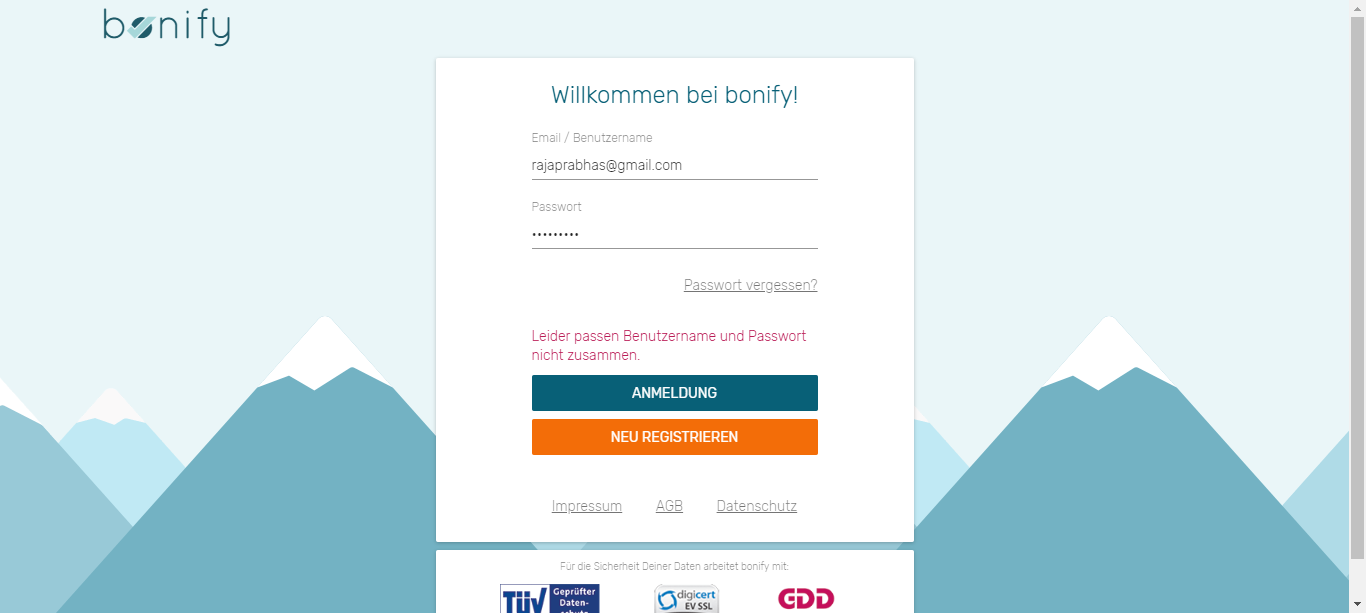 bonify
Willkommen bei bonify!
Email / Benutzername
rajaprabhas@gmail.com
Passwort
•••••••••
Passwort vergessen?
Leider passen Benutzername und Passwort
nicht zusammen.
ANMELDUNG
NEU REGISTRIEREN
Impressum AGB Datenschutz
Für die Sicherheit Deiner Daten arbeitet bonify mit:
TÜV Geprüfter
Daten-
digicert
EV SSL
GDD